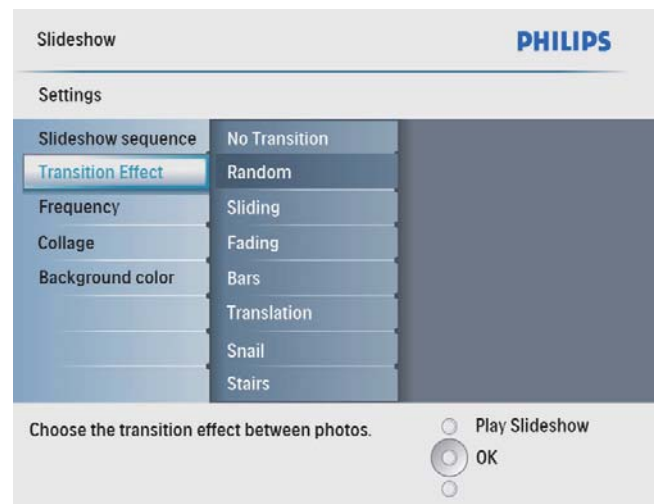 Slideshow
PHILIPS
Settings
Slideshow sequence
Transition Effect
Frequency
Collage
Background color
No Transition
Random
Sliding
Fading
Bars
Translation
Snail
Stairs
Choose the transition effect between photos.
Play Slideshow
OK